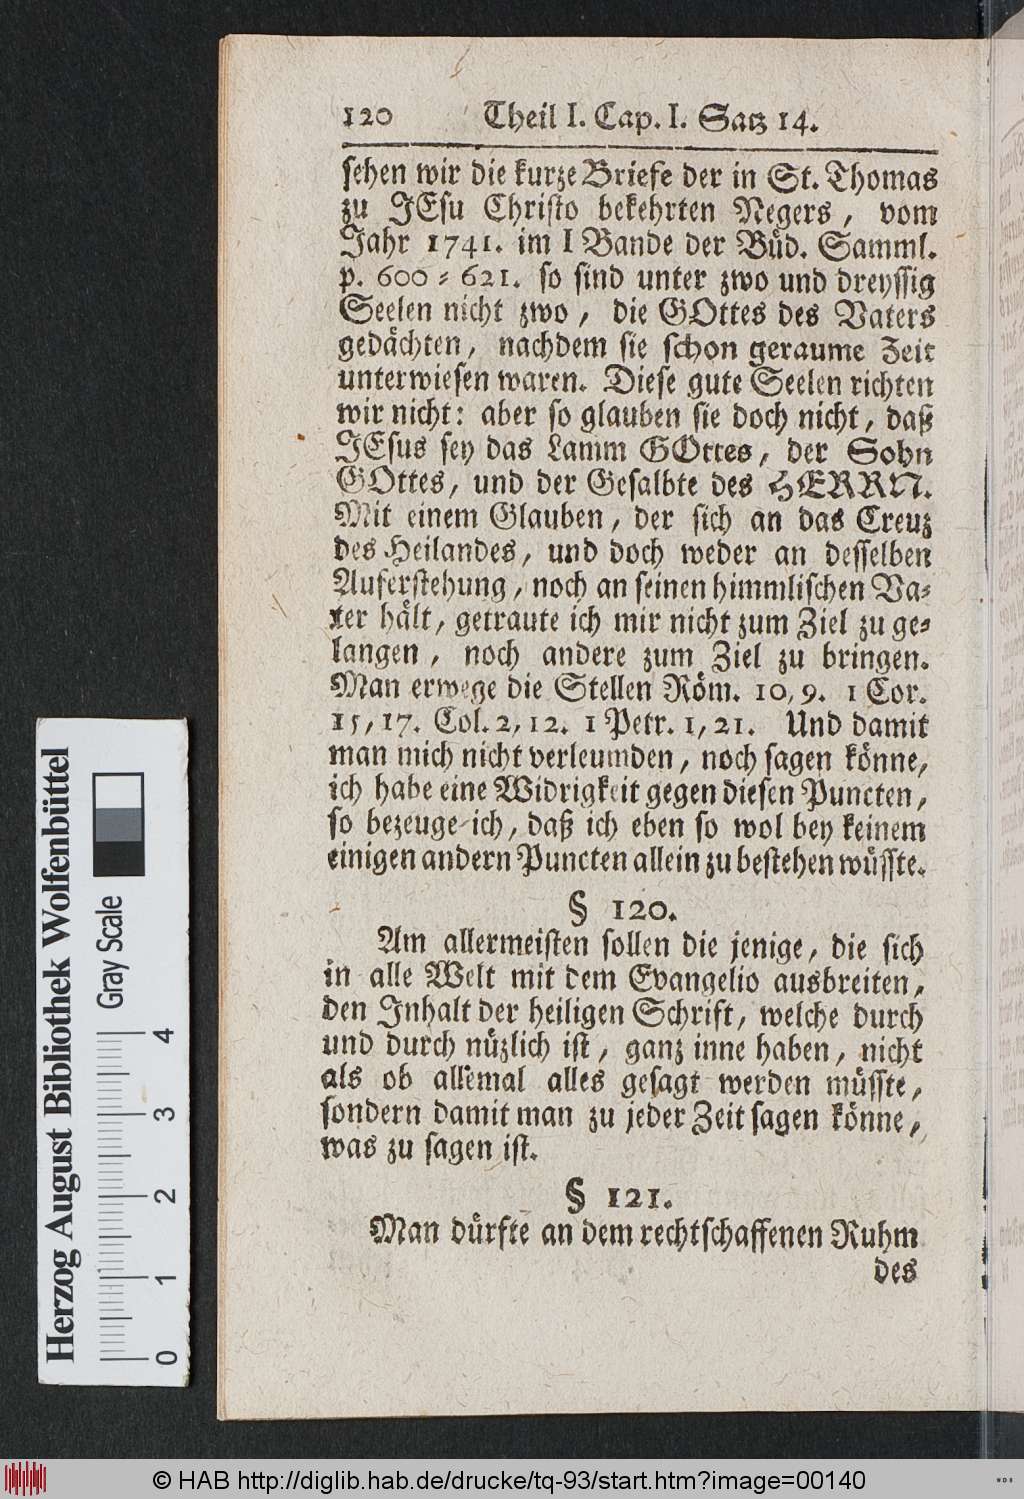 120 Theil I. Cap. I. Satz 14.
sehen wir die kurze Briefe der in St. Thomas
zu JEsu Christo bekehrten Negers, vom
Jahr 1741. im I Bande der Büd. Samml.
p. 600 = 621. so sind unter zwo und dreyssig
Seelen nicht zwo, die GOttes des Vaters
gedächten, nachdem sie schon geraume Zeit
unterwiesen waren. Diese gute Seelen richten
wir nicht: aber so glauben sie doch nicht, daß
JEsus sey das Lamm GOttes, der Sohn
GOttes, und der Gesalbte des HERRN.
Mit einem Glauben, der sich an das Creuz
des Heilandes, und doch weder an desselben
Auferstehung, noch an seinen himmlischen Va=
ter hält, getraute ich mir nicht zum Ziel zu ge=
langen, noch andere zum Ziel zu bringen.
Man erwege die Stellen Röm. 10, 9. 1 Cor.
15, 17. Col. 2, 12. 1 Petr. 1, 21. Und damit
man mich nicht verleumden, noch sagen könne,
ich habe eine Widrigkeit gegen diesen Puncten,
so bezeuge ich, daß ich eben so wol bey keinem
einigen andern Puncten allein zu bestehen wüsste.
§ 120.
Am allermeisten sollen die jenige, die sich
in alle Welt mit dem Evangelio ausbreiten,
den Inhalt der heiligen Schrift, welche durch
und durch nüzlich ist, ganz inne haben, nicht
als ob allemal alles gesagt werden müsste,
sondern damit man zu jeder Zeit sagen könne,
was zu sagen ist.
§ 121.
Man dürfte an dem rechtschaffenen Ruhm
des
Herzog August Bibliothek Wolfenbüttel
Gray Scale
0 1 2 3 4
© HAB http://diglib.hab.de/drucke/tq-93/start.htm?image=00140